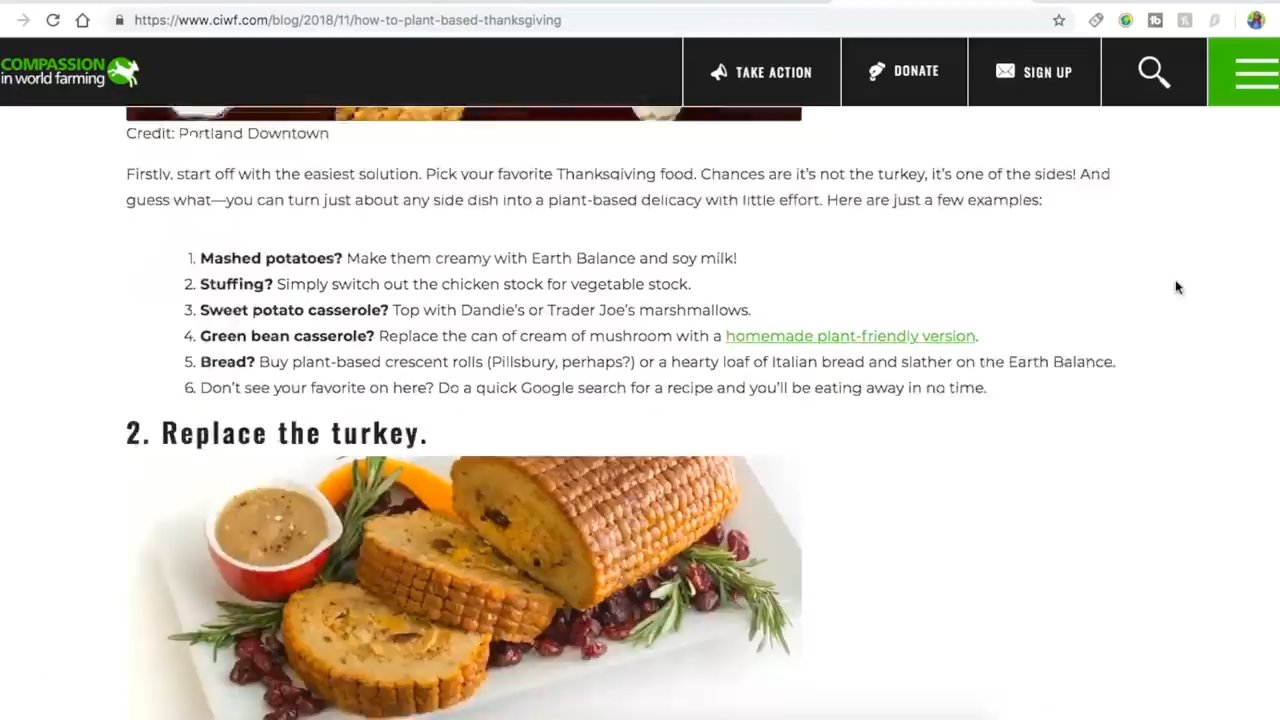 https://www.ciwf.com/blog/2018/11/how-to-plant-based-thanksgiving
COMPASSION
in world farming
TAKE ACTION
DONATE
SIGN UP
Credit: Portland Downtown
Firstly, start off with the easiest solution. Pick your favorite Thanksgiving food. Chances are it's not the turkey, it's one of the sides! And
guess what—you can turn just about any side dish into a plant-based delicacy with little effort. Here are just a few examples:
1. Mashed potatoes? Make them creamy with Earth Balance and soy milk!
2. Stuffing? Simply switch out the chicken stock for vegetable stock.
3. Sweet potato casserole? Top with Dandie's or Trader Joe's marshmallows.
4. Green bean casserole? Replace the can of cream of mushroom with a homemade plant-friendly version.
5. Bread? Buy plant-based crescent rolls (Pillsbury, perhaps?) or a hearty loaf of Italian bread and slather on the Earth Balance.
6. Don't see your favorite on here? Do a quick Google search for a recipe and you'll be eating away in no time.
2. Replace the turkey.